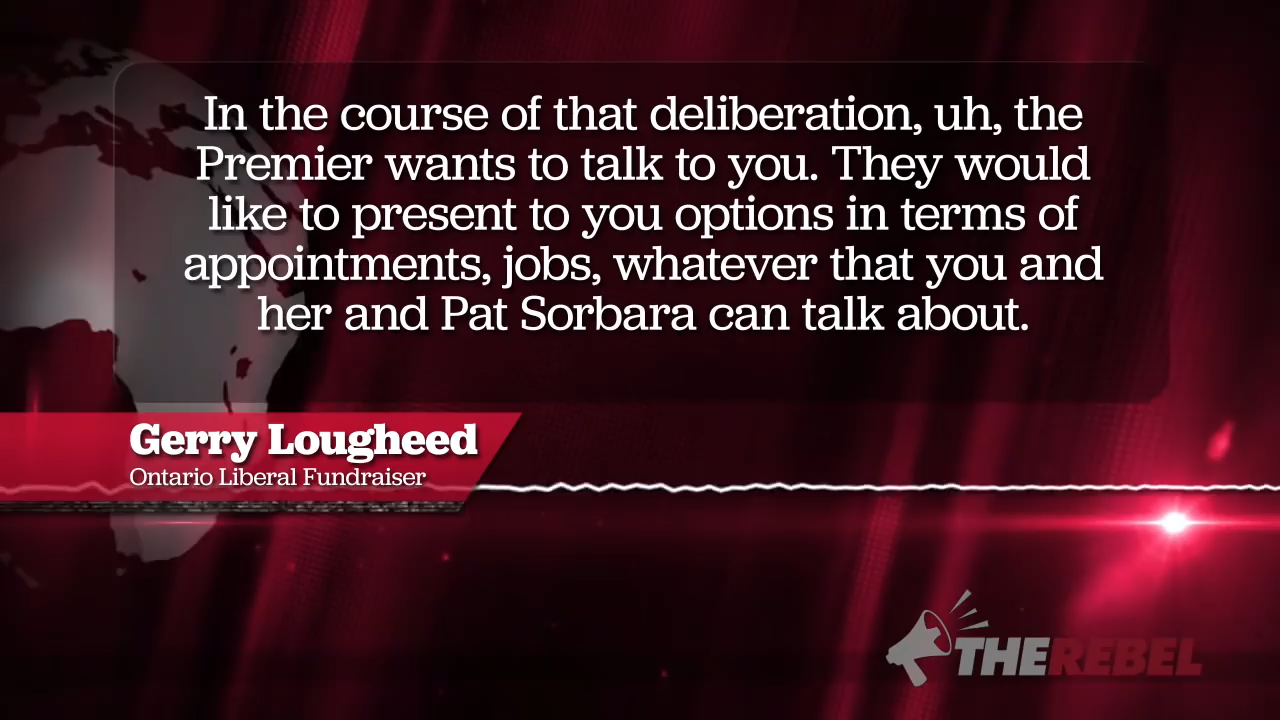 In the course of that deliberation, uh, the
Premier wants to talk to you. They would
like to present to you options in terms of
appointments, jobs, whatever that you and
her and Pat Sorbara can talk about.
Gerry Lougheed
Ontario Liberal Fundraiser
THEREBEL